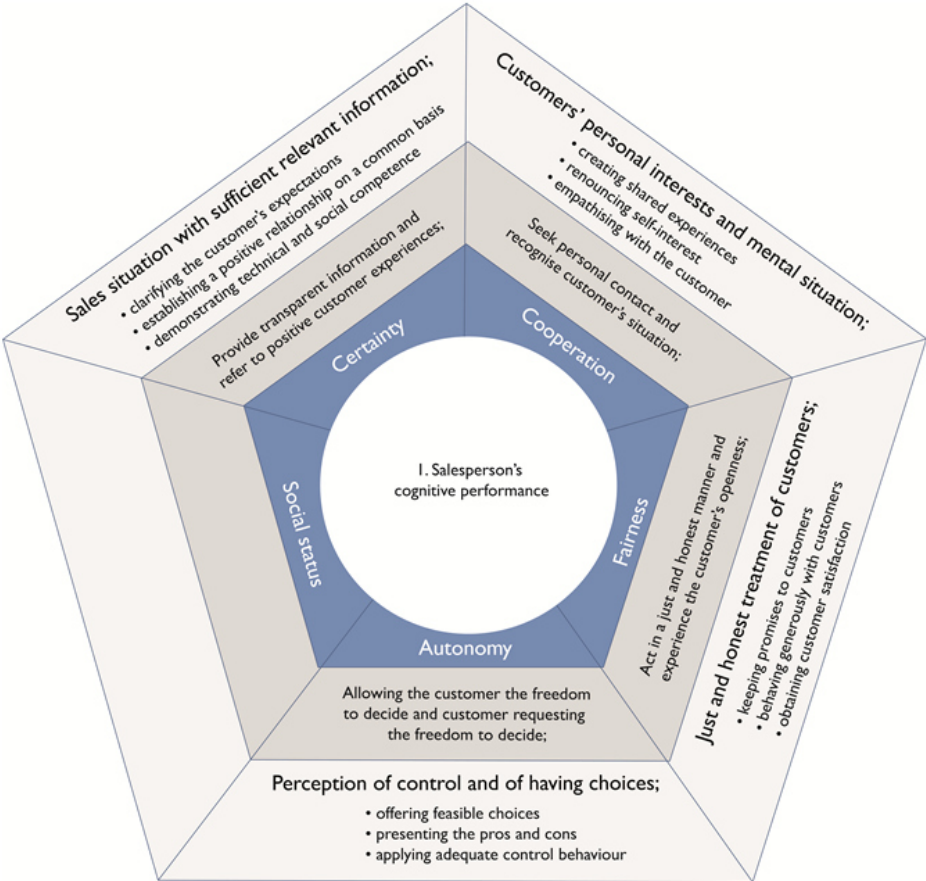 Sales situation with sufficient relevant information;
• clarifying the customer's expectations
• establishing a positive relationship on a common basis
• demonstrating technical and social competence
Provide transparent information and
refer to positive customer experiences;
Certainty
Customers' personal interests and mental situation;
• creating shared experiences
• renouncing self-interest
• empathising with the customer
Seek personal contact and
recognise customer's situation;
Cooperation
Just and honest treatment of customers;
• keeping promises to customers
• behaving generously with customers
• obtaining customer satisfaction
Act in a just and honest manner and
experience the customer's openness;
Fairness
1. Salesperson's
cognitive performance
Social status
Autonomy
Allowing the customer the freedom
to decide and customer requesting
the freedom to decide;
Perception of control and of having choices;
• offering feasible choices
• presenting the pros and cons
• applying adequate control behaviour